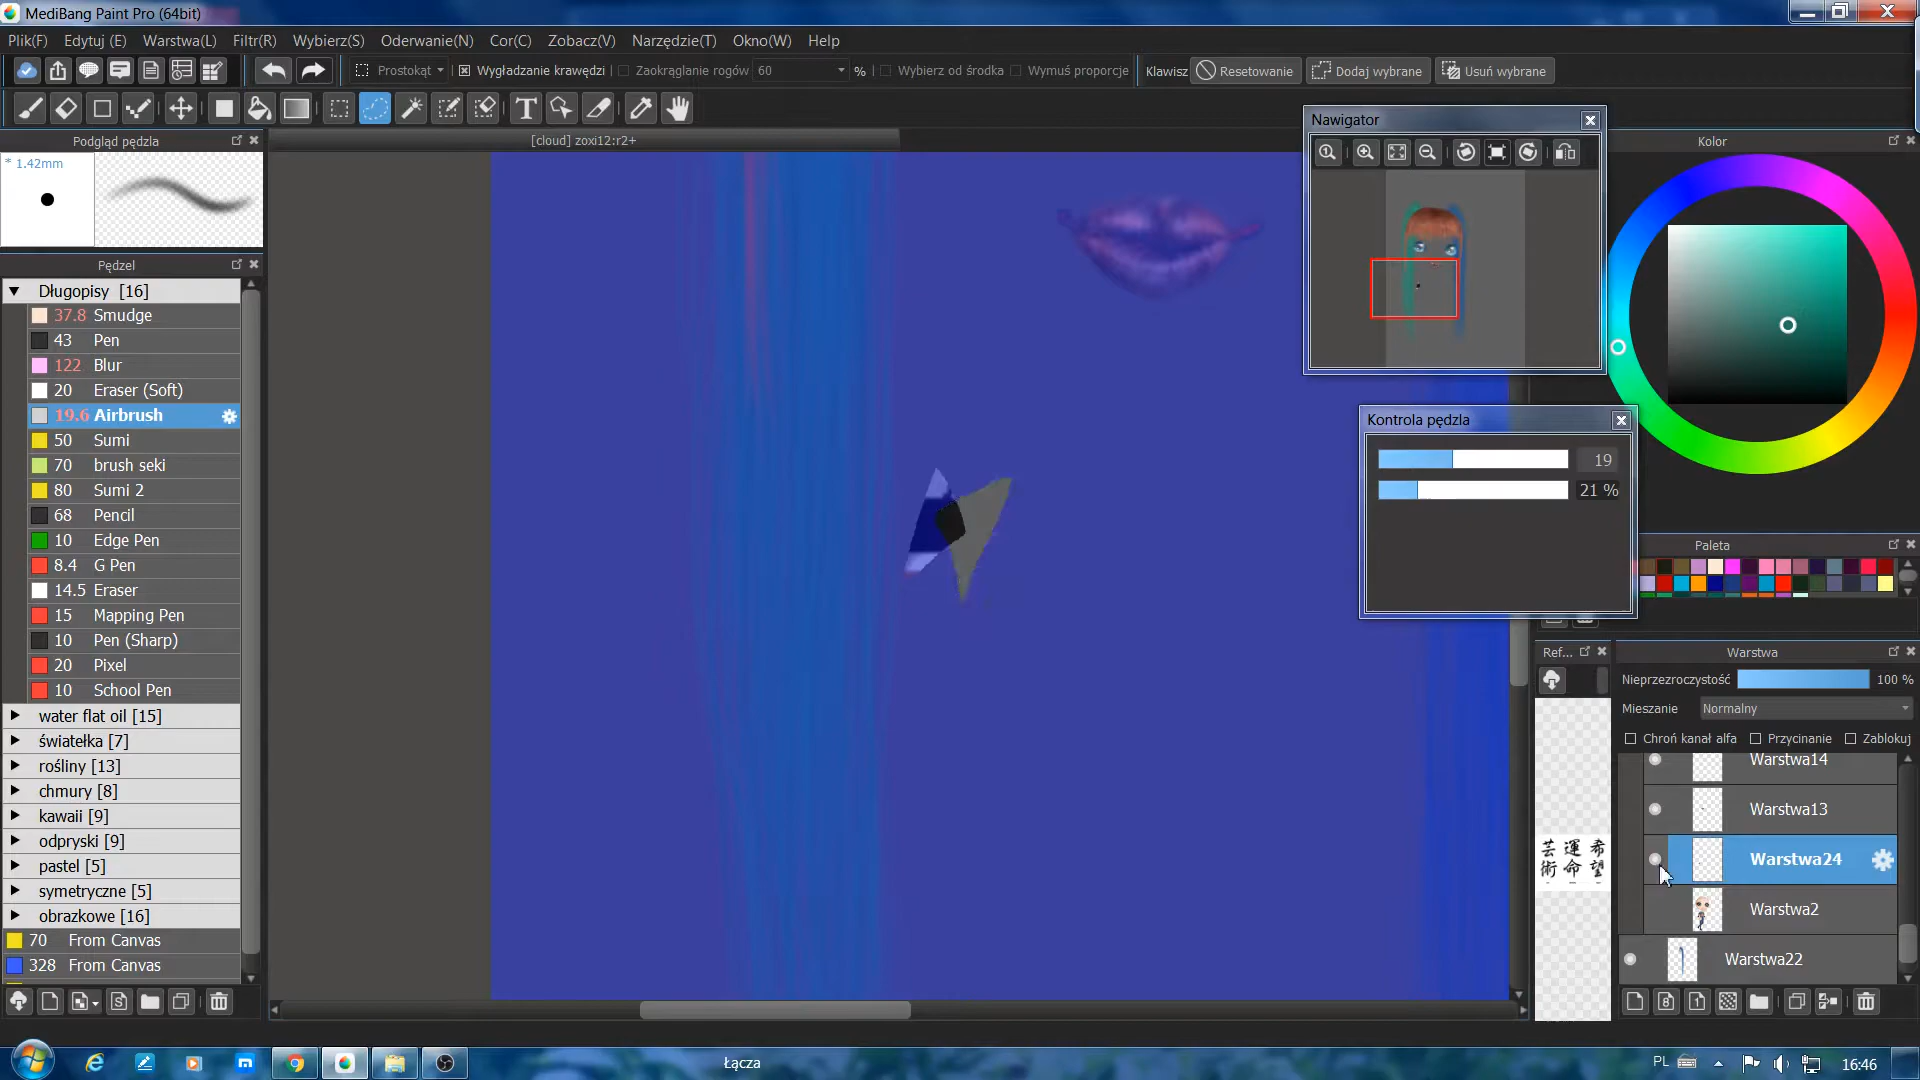 MediBang Paint Pro (64bit)
Plik(F) Edytuj (E) Warstwa(L) Filtr(R) Wybierz(S) Oderwanie(N) Cor(C) Zobacz(V) Narzędzie(T) Okno(W) Help
Prostokąt Wygładzanie krawędzi Zaokrąglanie rogów 60 % Wybierz od środka Wymuś proporcje Klawisz Resetowanie Dodaj wybrane Usuń wybrane
T
Podgląd pędzla
[cloud] zoxi12:r2+
* 1.42mm
Pędzel
Długopisy [16]
37.8 Smudge
43 Pen
122 Blur
20 Eraser (Soft)
19.6 Airbrush
50 Sumi
70 brush seki
80 Sumi 2
68 Pencil
10 Edge Pen
8.4 G Pen
14.5 Eraser
15 Mapping Pen
10 Pen (Sharp)
20 Pixel
10 School Pen
water flat oil [15]
światełka [7]
rośliny [13]
chmury [8]
kawaii [9]
odpryski [9]
pastel [5]
symetryczne [5]
obrazkowe [16]
70 From Canvas
328 From Canvas
Nawigator
Kolor
Kontrola pędzla
19
21 %
Paleta
Ref...
Warstwa
Nieprzezroczystość 100 %
Mieszanie Normalny
Chroń kanał alfa Przycinanie Zablokuj
Warstwa14
Warstwa13
Warstwa24
Warstwa2
Warstwa22
芸運希
術命望
Łącza
PL
16:46